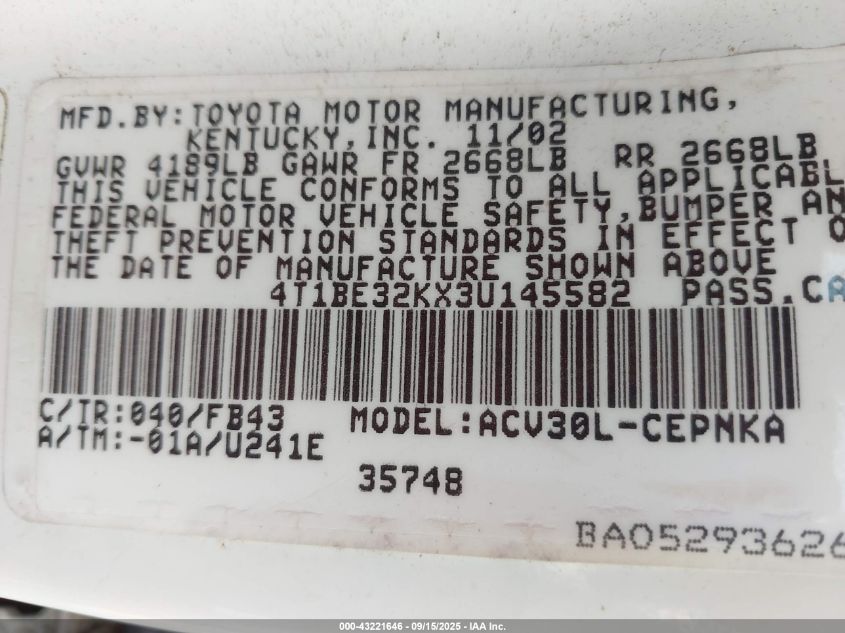 MFD.BY:TOYOTA MOTOR MANUFACTURING,
KENTUCKY,INC. 11/02
GVWR 4189LB GAWR FR 2668LB RR 2668LB
THIS VEHICLE CONFORMS TO ALL APPLICABL
FEDERAL MOTOR VEHICLE SAFETY,BUMPER AN
THEFT PREVENTION STANDARDS IN EFFECT O
THE DATE OF MANUFACTURE SHOWN ABOVE
4T1BE32KX3U145582 PASS.CA
C/TR:040/FB43 MODEL:ACV30L-CEPNKA
A/TM:-01A/U241E
35748
BA05293626
000-43221646 - 09/15/2025 - IAA Inc.